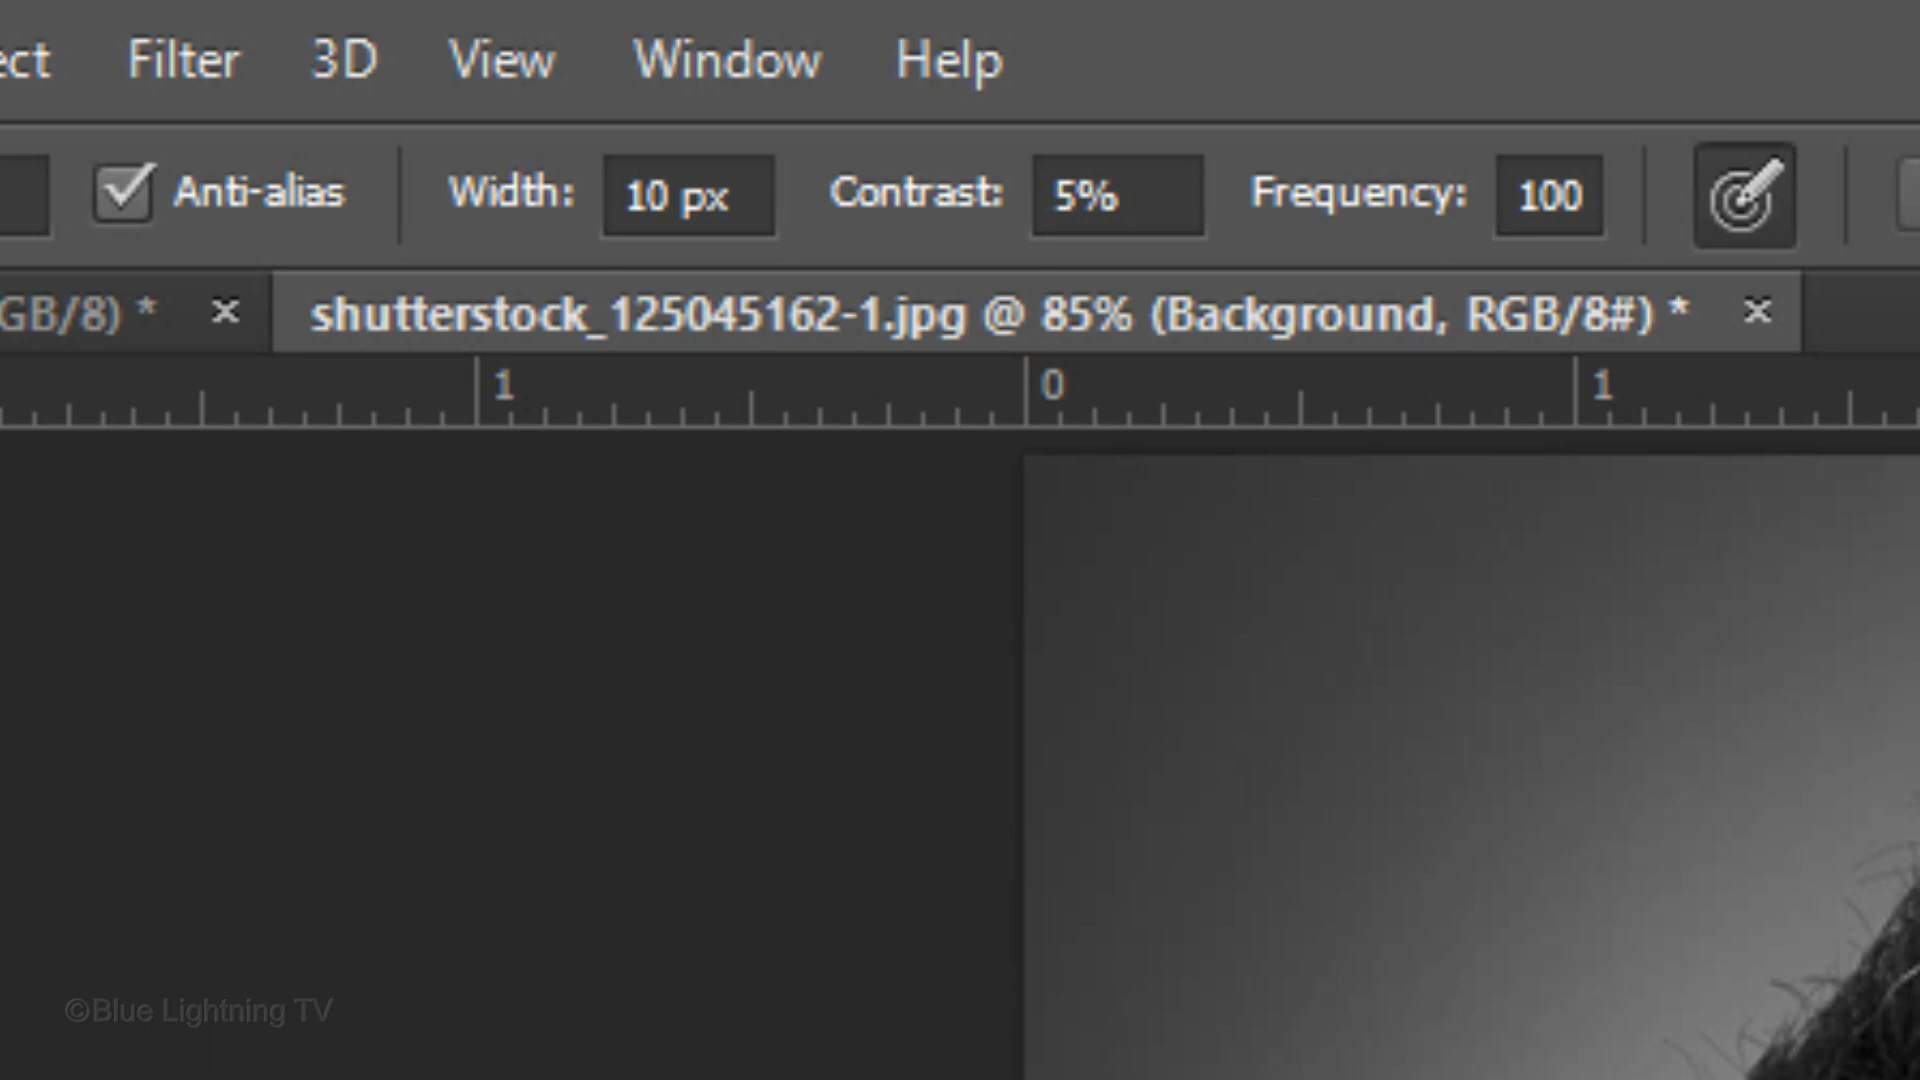 ect Filter 3D View Window Help
Anti-alias Width: 10 px Contrast: 5% Frequency: 100
GB/8) * × shutterstock_125045162-1.jpg @ 85% (Background, RGB/8#) * ×
1 0 1
©Blue Lightning TV